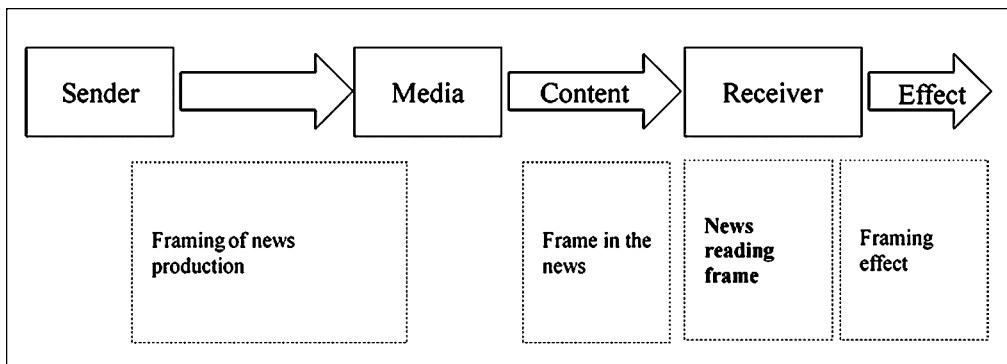 Sender
Media
Content
Receiver
Effect
Framing of news
production
Frame in the
news
News
reading
frame
Framing
effect